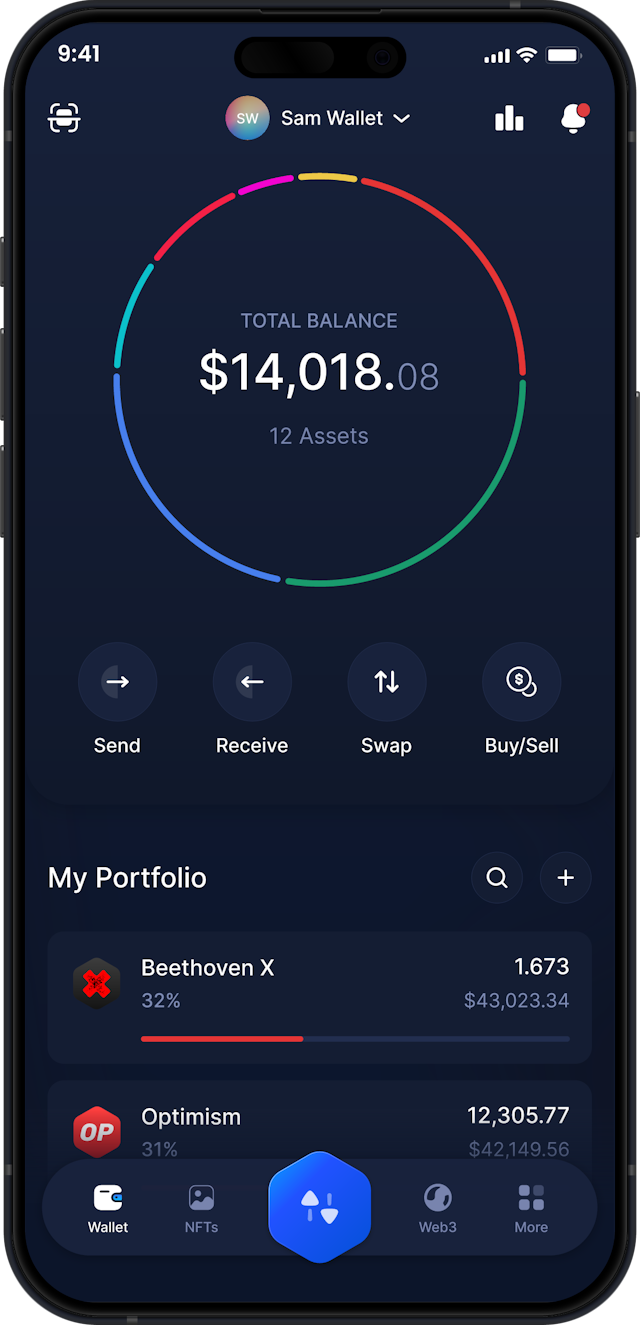 9:41
SW Sam Wallet
TOTAL BALANCE
$14,018.08
12 Assets
Send Receive Swap Buy/Sell
My Portfolio
Beethoven X 1.673
32% $43,023.34
OP Optimism 12,305.77
31% $42,149.56
Wallet NFTs Web3 More